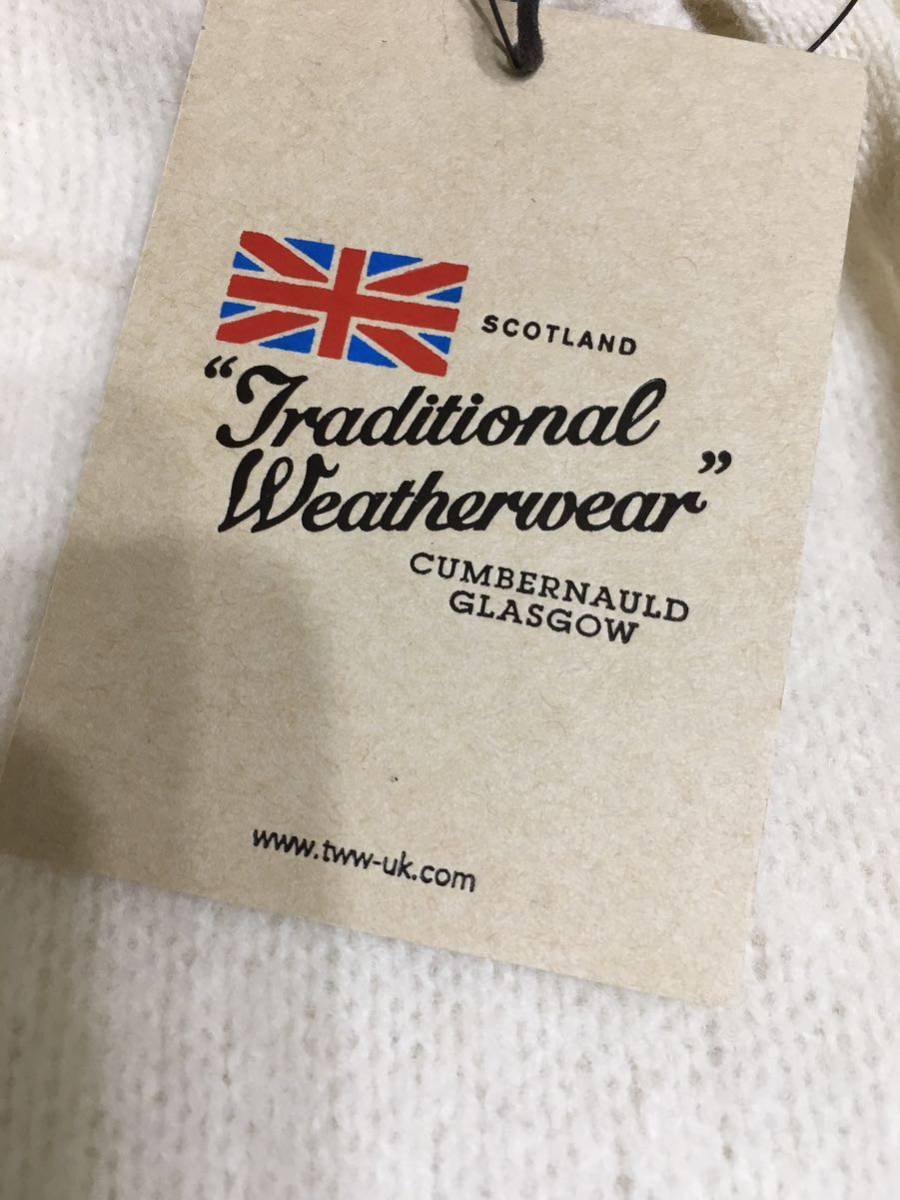 SCOTLAND
“Traditional
Weatherwear”
CUMBERNAULD
GLASGOW
www.tww-uk.com